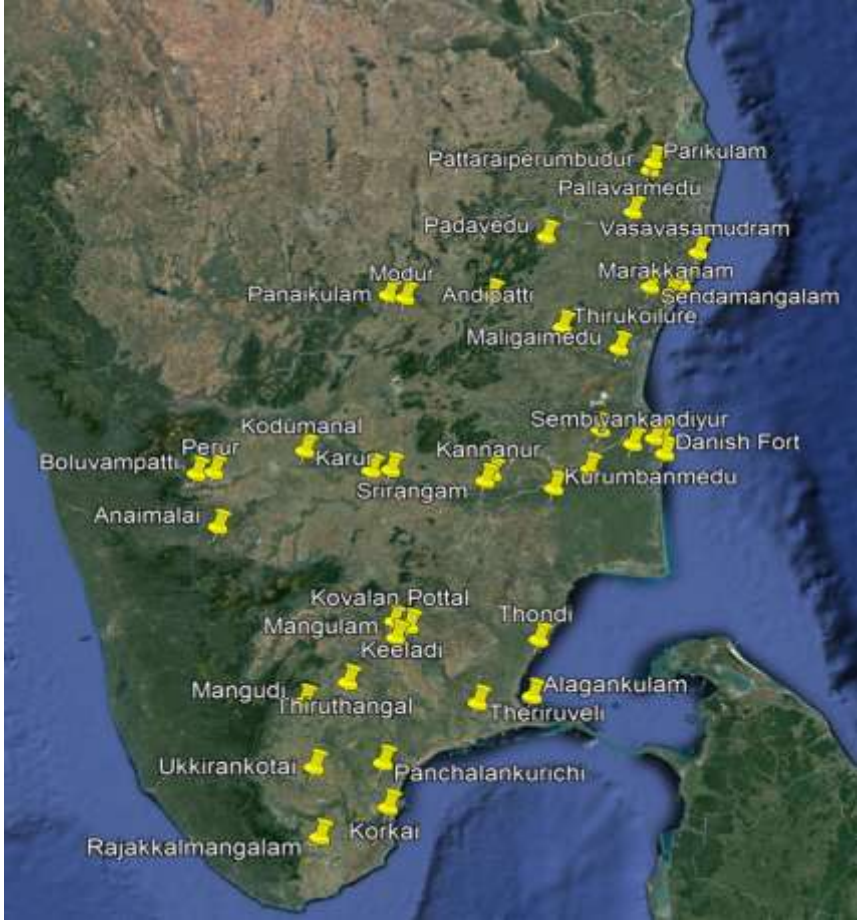 Parikulam
Pattaraiperumbudur
Pallavarmedu
Padavedu
Vasavasamudram
Modur
Marakkanam
Panaikulam
Andipatti
Sendamangalam
Thirukoilure
Maligaimedu
Kodumanal
Sembiyankandiyur
Perur
Karur
Kannanur
Danish Fort
Boluvampatti
Srirangam
Kurumbanmedu
Anaimalai
Kovalan Pottal
Thondi
Mangulam
Keeladi
Mangudi
Alagankulam
Thiruthangal
Theriruveli
Ukkirankotai
Panchalankurichi
Korkai
Rajakkalmangalam